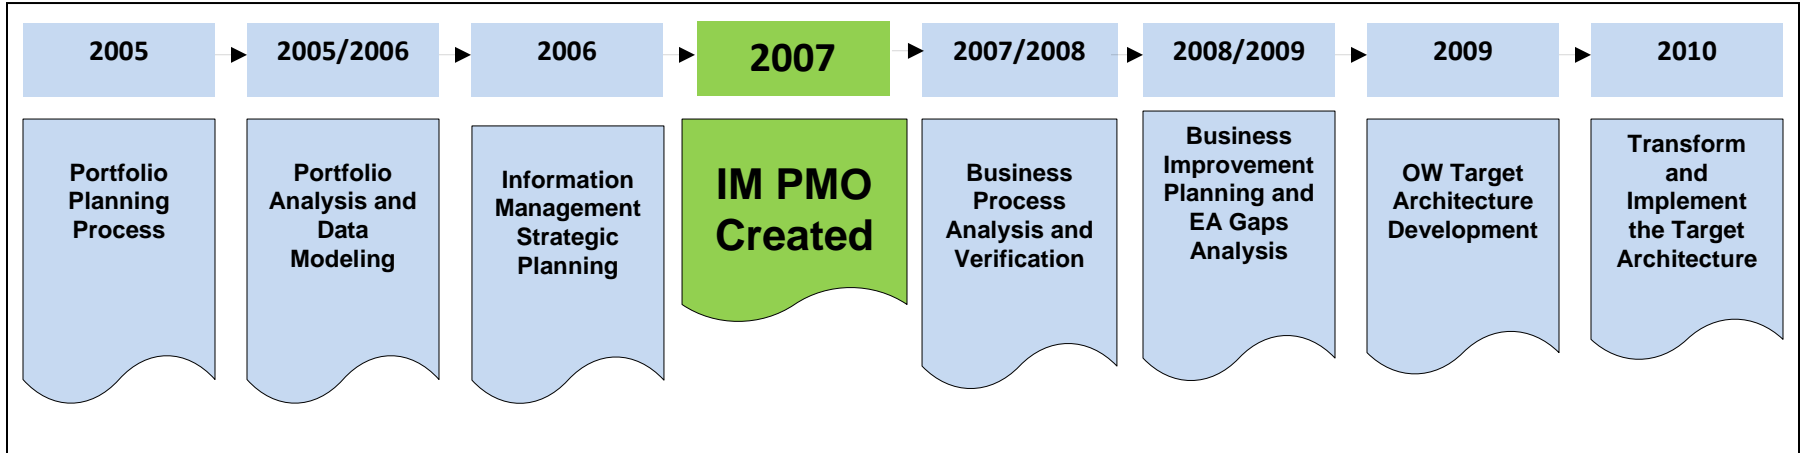 2005
2005/2006
2006
2007
2007/2008
2008/2009
2009
2010
Portfolio
Planning
Process
Portfolio
Analysis and
Data
Modeling
Information
Management
Strategic
Planning
IM PMO
Created
Business
Process
Analysis and
Verification
Business
Improvement
Planning and
EA Gaps
Analysis
OW Target
Architecture
Development
Transform
and
Implement
the Target
Architecture